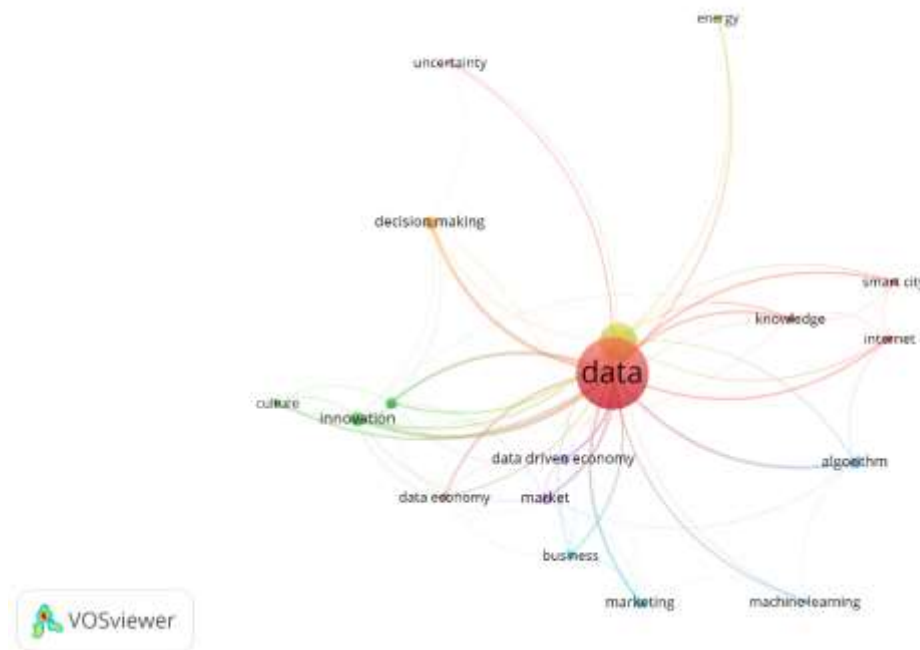 energy
uncertainty
decision making
smart city
knowledge
internet
data
culture
innovation
data driven economy
algorithm
data economy
market
business
marketing
machine learning
VOSviewer